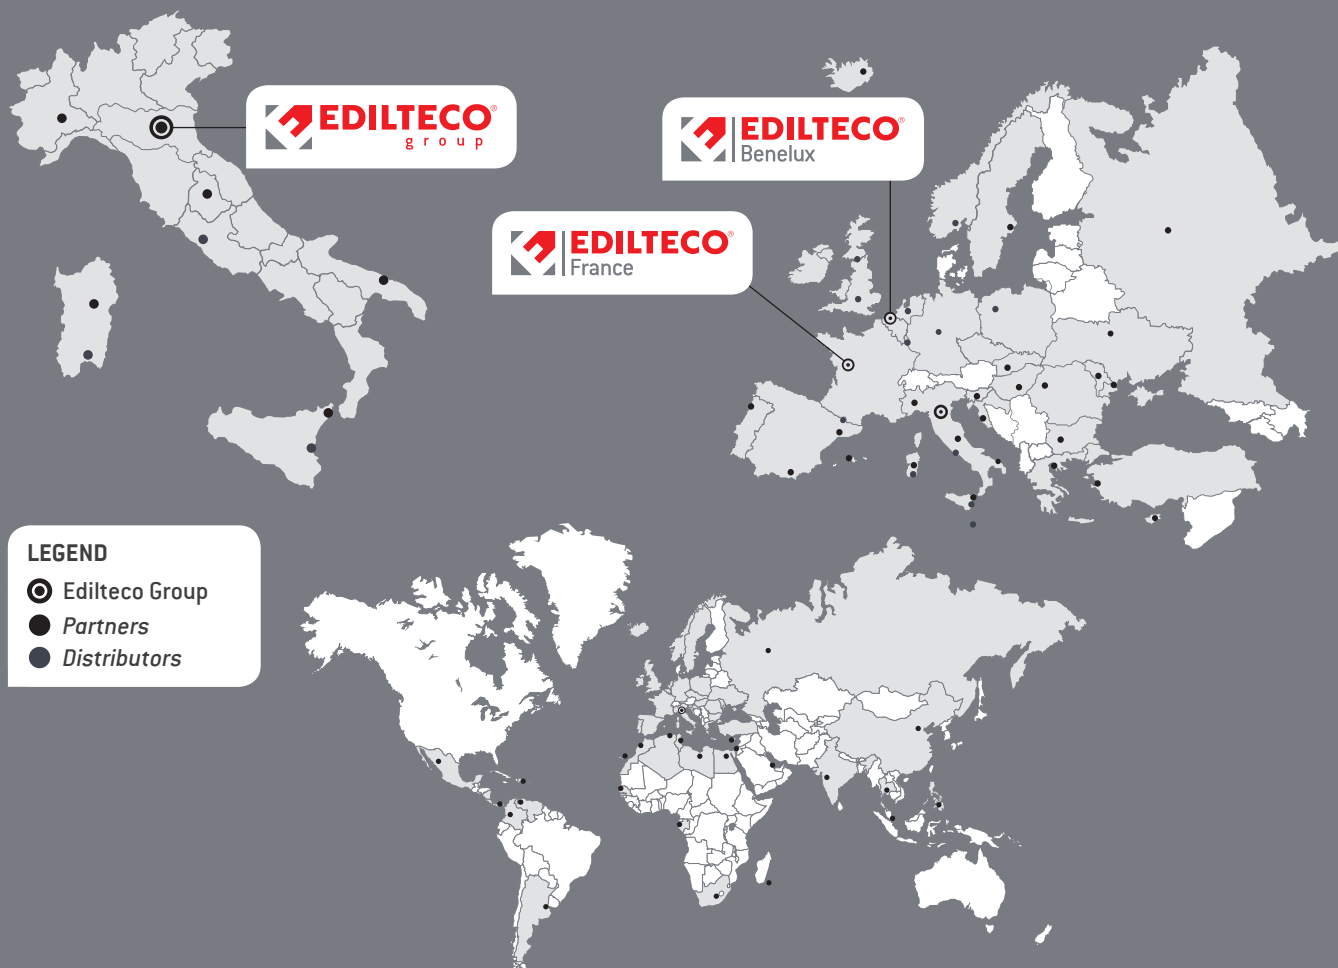 EDILTECO®
group
EDILTECO®
Benelux
EDILTECO®
France
LEGEND
Edilteco Group
Partners
Distributors